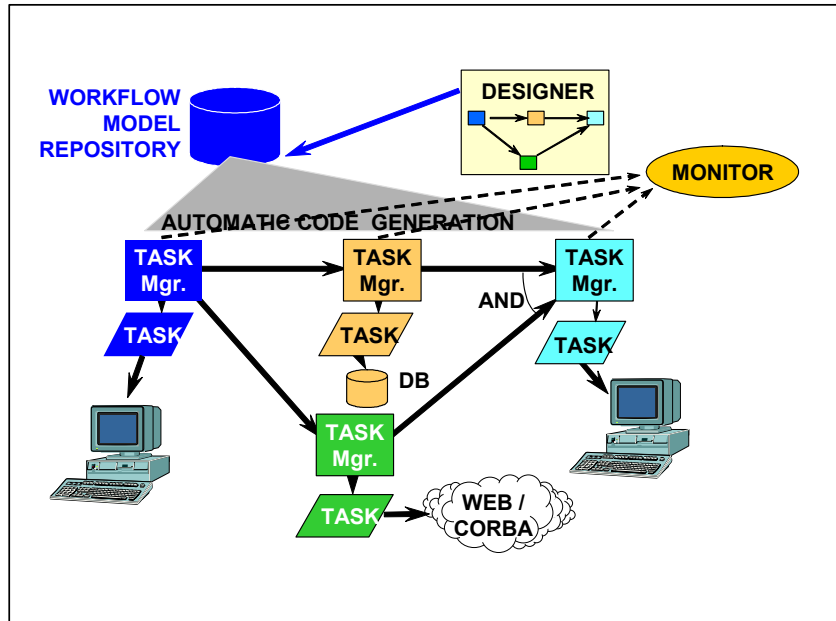 WORKFLOW
MODEL
REPOSITORY
DESIGNER
MONITOR
AUTOMATIC CODE GENERATION
TASK
Mgr.
TASK
Mgr.
TASK
Mgr.
AND
TASK
TASK
TASK
DB
TASK
Mgr.
TASK
WEB /
CORBA